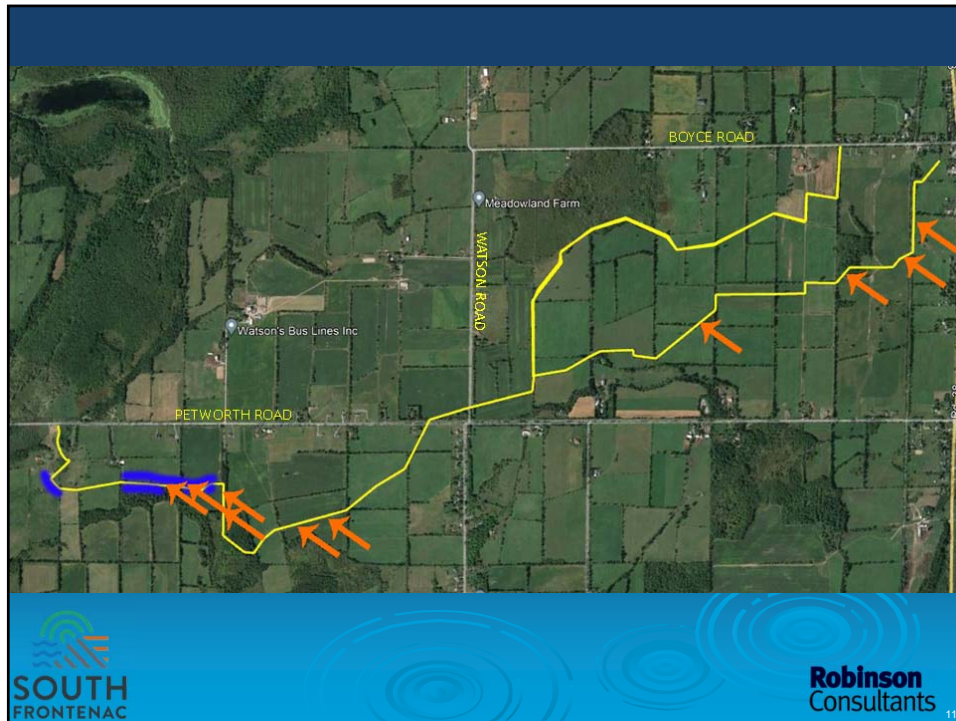 BOYCE ROAD
Meadowland Farm
WATSON ROAD
Watson's Bus Lines Inc
PETWORTH ROAD
SOUTH
FRONTENAC
Robinson
Consultants
11